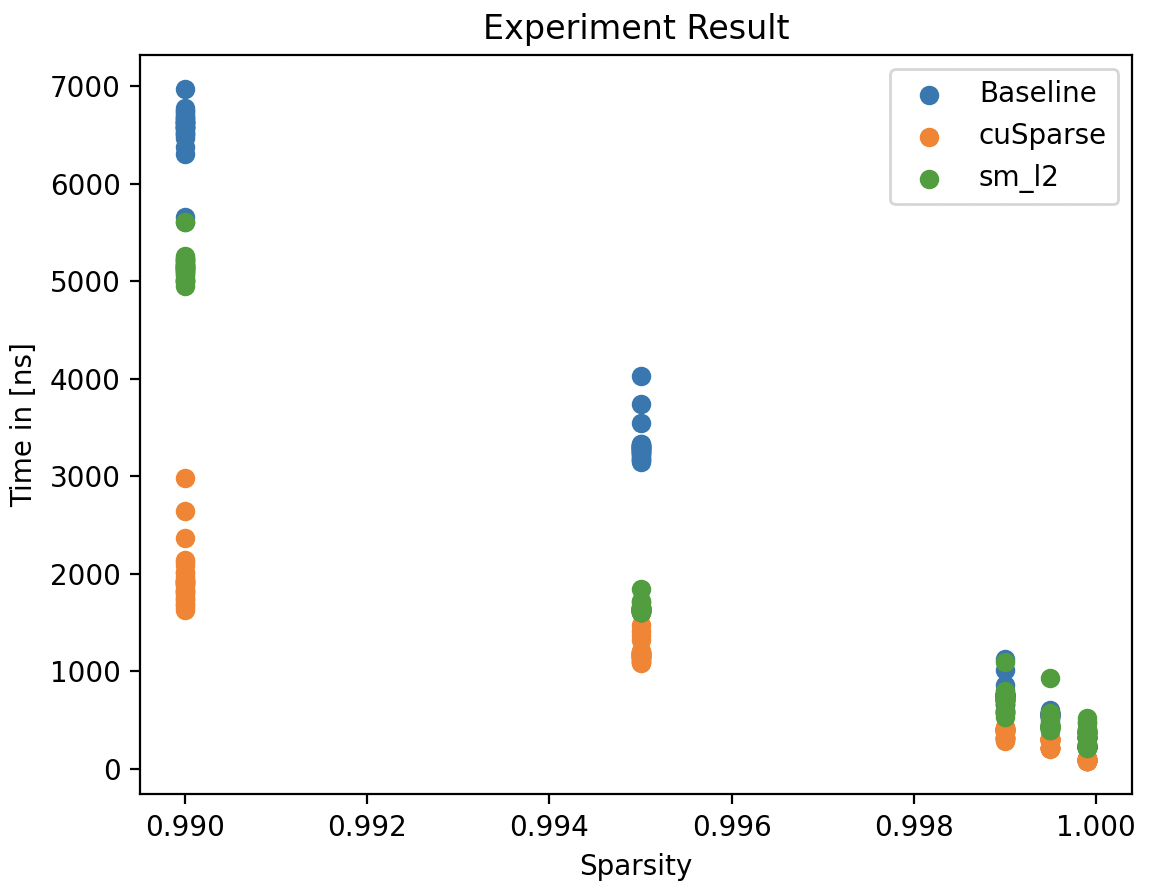 Experiment Result
Baseline
cuSparse
sm_l2
Time in [ns]
7000
6000
5000
4000
3000
2000
1000
0
0.990 0.992 0.994 0.996 0.998 1.000
Sparsity